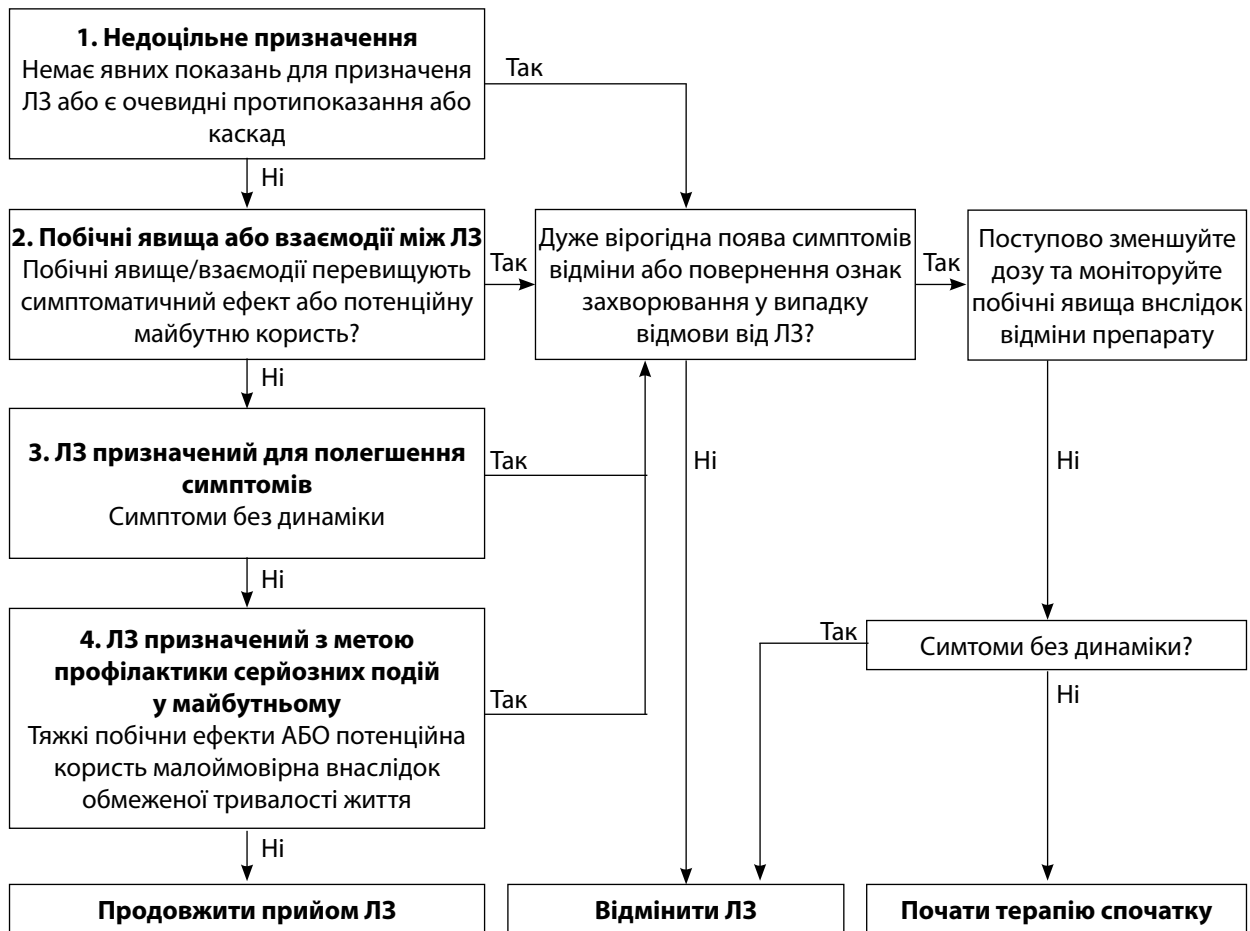 1. Недоцільне призначення
Немає явних показань для призначеня
ЛЗ або є очевидні протипоказання або
каскад
Так
Ні
2. Побічні явища або взаємодії між ЛЗ
Побічні явище/взаємодії перевищують
симптоматичний ефект або потенційну
майбутню користь?
Так
Ні
Дуже вірогідна поява симптомів
відміни або повернення ознак
захворювання у випадку
відмови від ЛЗ?
Так
Ні
Поступово зменшуйте
дозу та моніторуйте
побічні явища внслідок
відміни препарату
Ні
3. ЛЗ призначений для полегшення
симптомів
Симптоми без динаміки
Так
Ні
4. ЛЗ призначений з метою
профілактики серйозних подій
у майбутньому
Тяжкі побічни ефекти АБО потенційна
користь малоймовірна внаслідок
обмеженої тривалості життя
Так
Ні
Симтоми без динаміки?
Так
Ні
Продовжити прийом ЛЗ
Відмінити ЛЗ
Почати терапію спочатку